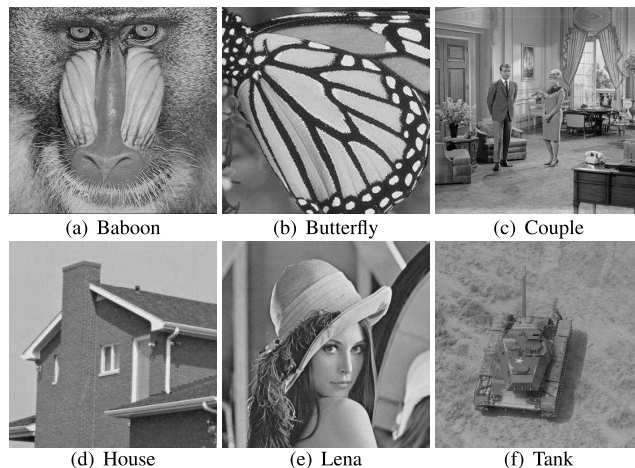 (a) Baboon
(b) Butterfly
(c) Couple
(d) House
(e) Lena
(f) Tank